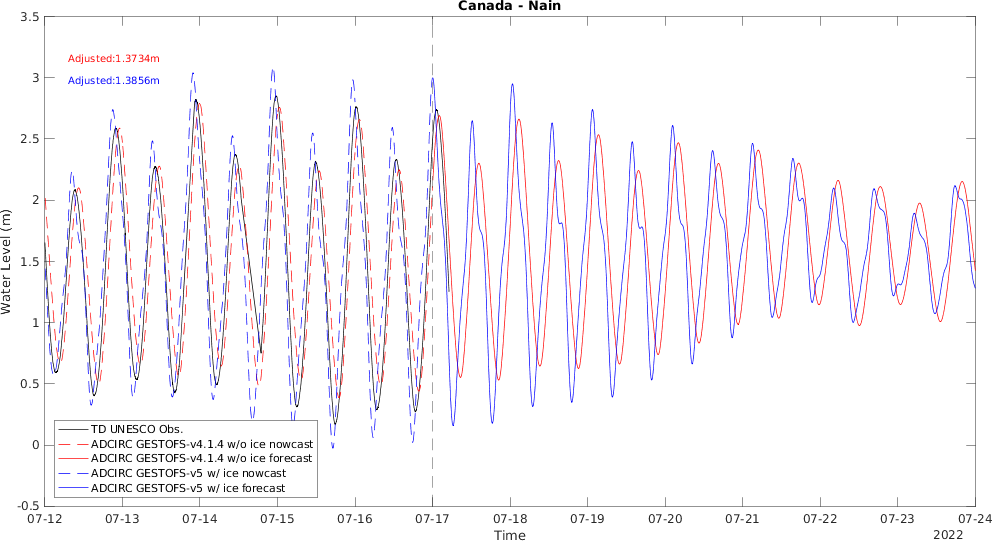 Canada - Nain
3.5
3
2.5
2
1.5
1
0.5
0
-0.5
Water Level (m)
Adjusted:1.3734m
Adjusted:1.3856m
TD UNESCO Obs.
ADCIRC GESTOFS-v4.1.4 w/o ice nowcast
ADCIRC GESTOFS-v4.1.4 w/o ice forecast
ADCIRC GESTOFS-v5 w/ ice nowcast
ADCIRC GESTOFS-v5 w/ ice forecast
07-12 07-13 07-14 07-15 07-16 07-17 07-18 07-19 07-20 07-21 07-22 07-23 07-24
Time
2022